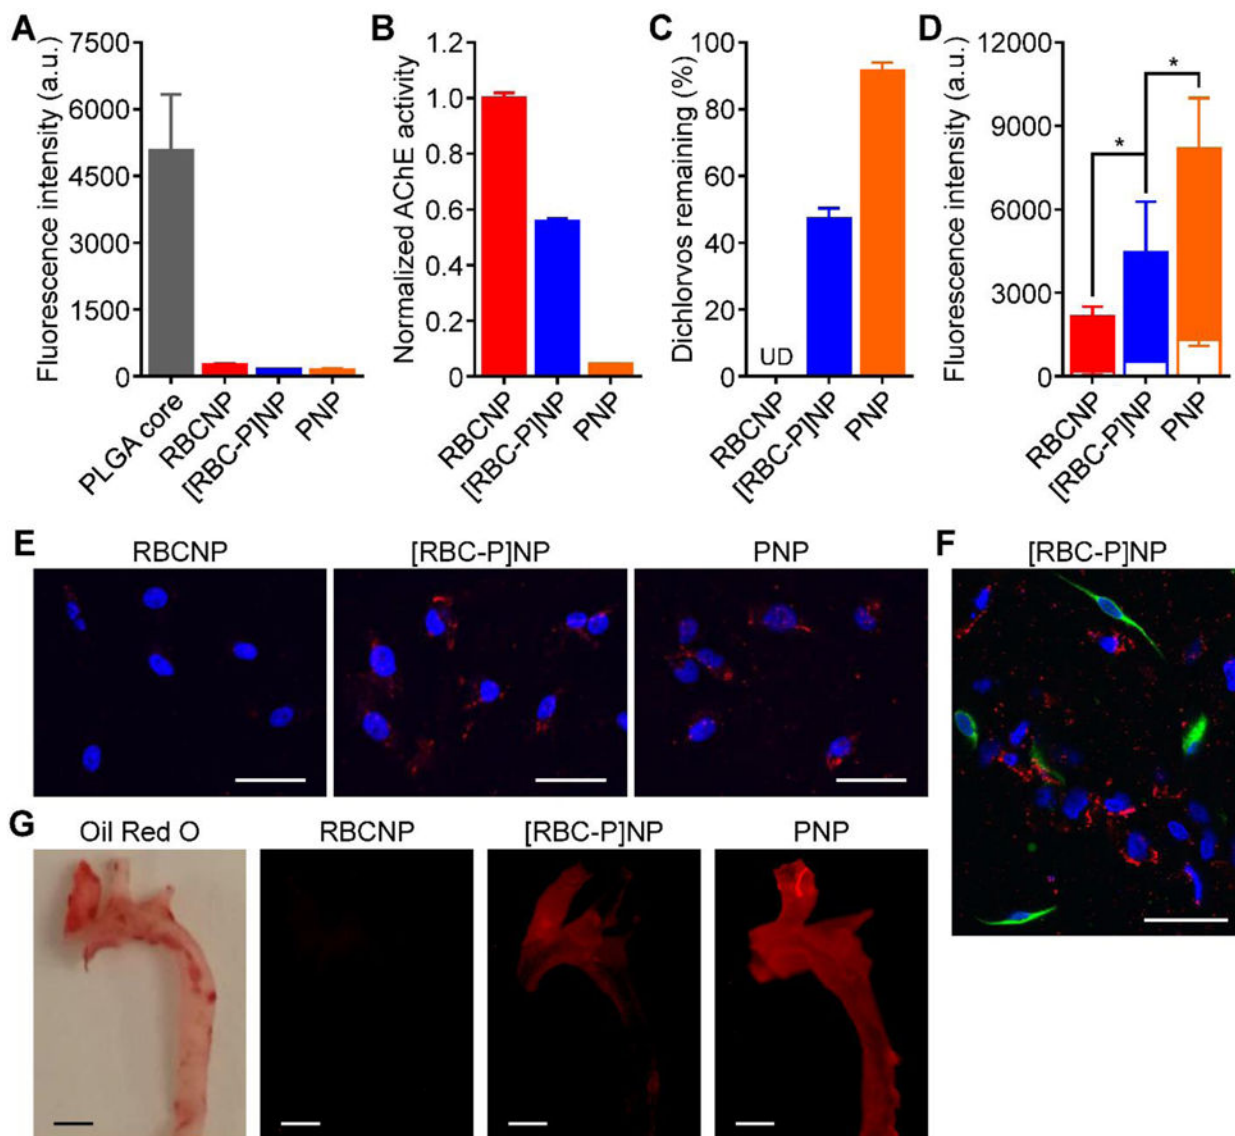 A
Fluorescence intensity (a.u.)
7500
6000
4500
3000
1500
0
PLGA core
RBCNP
[RBC-P]NP
PNP
B
Normalized AChE activity
1.2
1.0
0.8
0.6
0.4
0.2
0
RBCNP
[RBC-P]NP
PNP
C
Dichlorvos remaining (%)
100
80
60
40
20
0
UD
RBCNP
[RBC-P]NP
PNP
D
Fluorescence intensity (a.u.)
12000
9000
6000
3000
0
*
*
RBCNP
[RBC-P]NP
PNP
E
RBCNP
[RBC-P]NP
PNP
F
[RBC-P]NP
G
Oil Red O
RBCNP
[RBC-P]NP
PNP